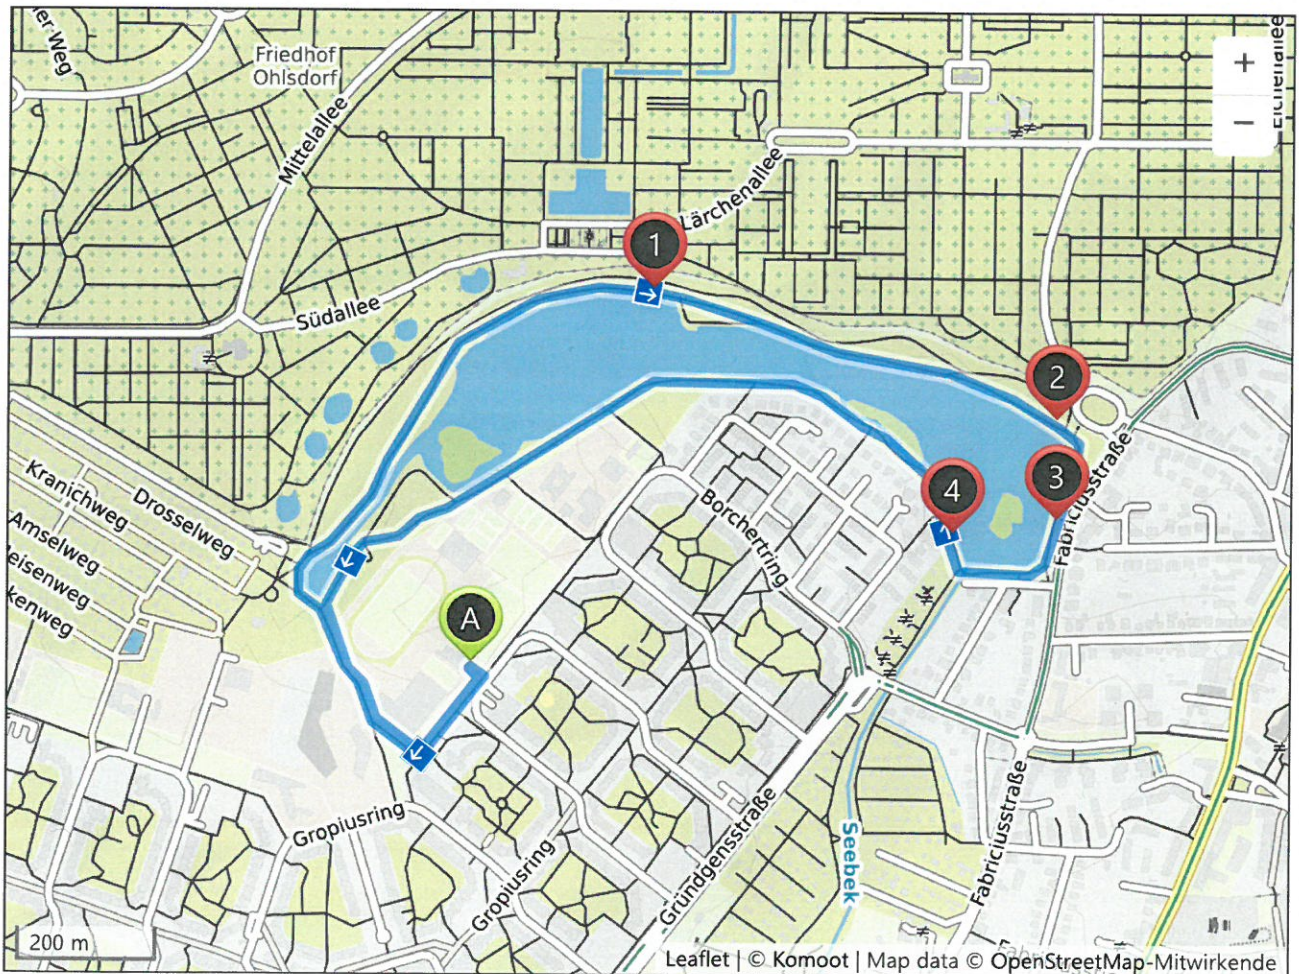 Friedhof
Ohlsdorf
Mittelallee
+
−
Lärchenallee
1
Südallee
2
Kranichweg
Drosselweg
Amselweg
3
4
Borchertring
Fabriciusstraße
A
Gropiusring
Gropiusring
Gründgensstraße
Seebek
Fabriciusstraße
200 m
Leaflet | © Komoot | Map data © OpenStreetMap-Mitwirkende